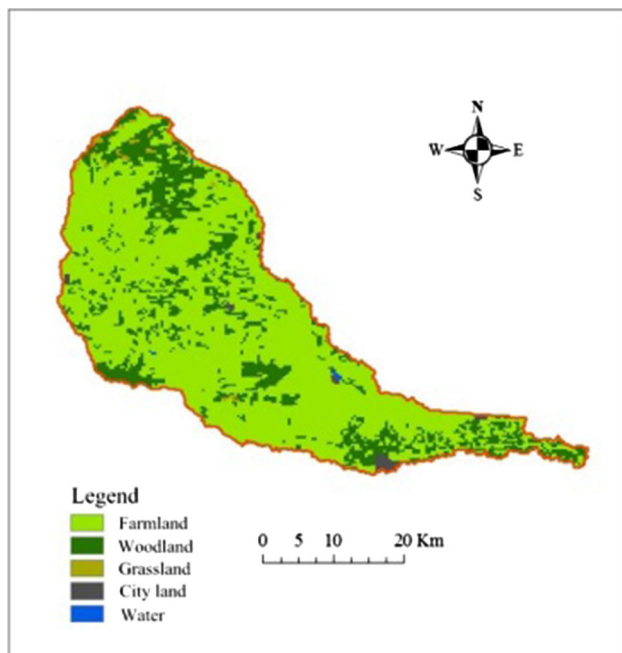 N
W E
S
Legend
Farmland
Woodland
Grassland
City land
Water
0 5 10 20 Km